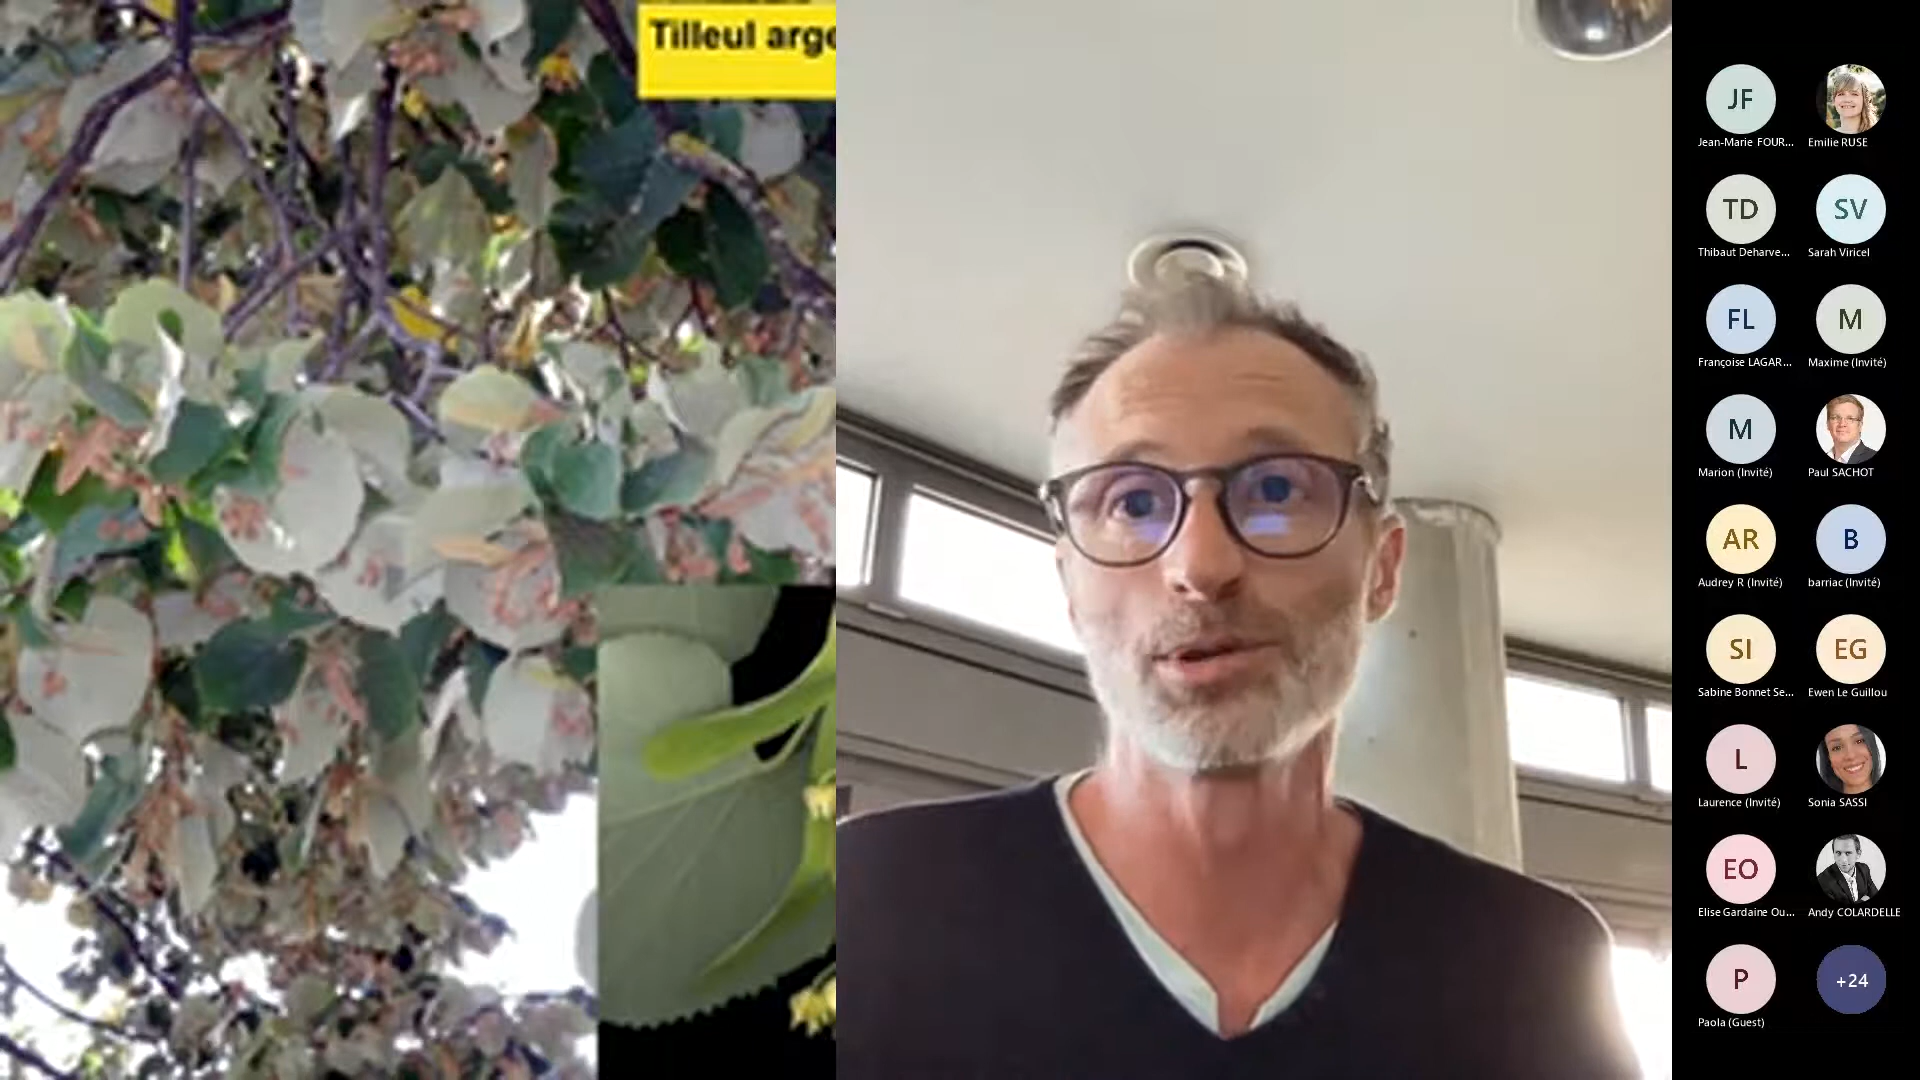 Tilleul arge
JF
Jean-Marie FOUR...
Emilie RUSE
TD
Thibaut Deharve...
SV
Sarah Viricel
FL
Françoise LAGAR...
M
Maxime (Invité)
M
Marion (Invité)
Paul SACHOT
AR
Audrey R (Invité)
B
barriac (Invité)
SI
Sabine Bonnet Se...
EG
Ewen Le Guillou
L
Laurence (Invité)
Sonia SASSI
EO
Elise Gardaine Ou...
Andy COLARDELLE
P
Paola (Guest)
+24